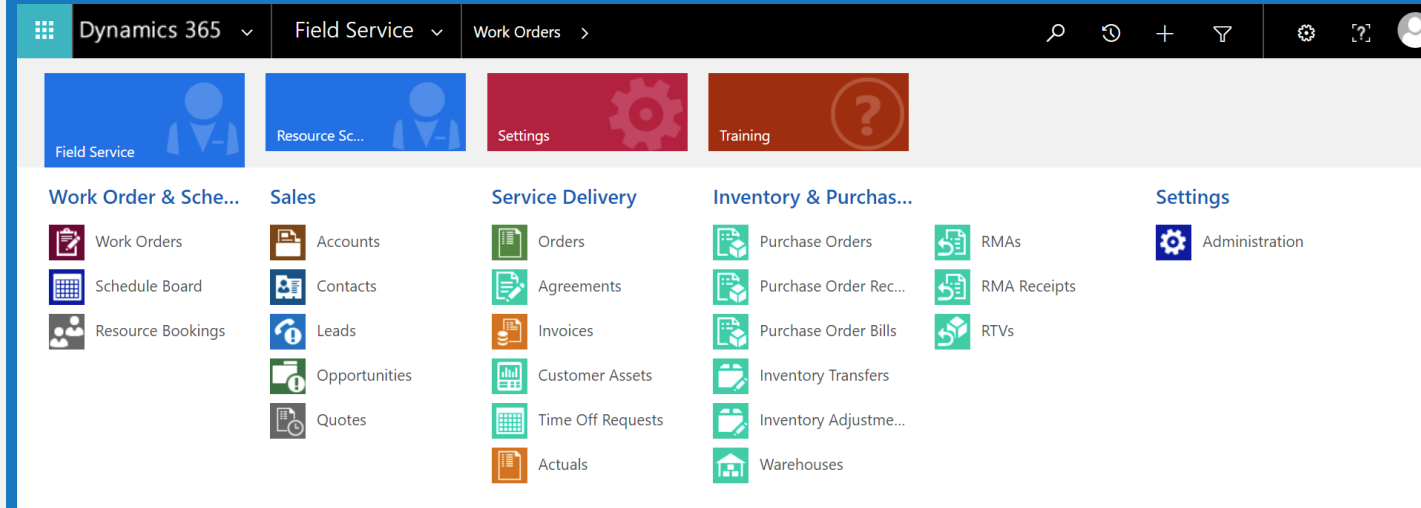 Dynamics 365 Field Service Work Orders >
[?]
Field Service
Resource Sc...
Settings
?
Training
Work Order & Sche...
Work Orders
Schedule Board
Resource Bookings
Sales
Accounts
Contacts
Leads
Opportunities
Quotes
Service Delivery
Orders
Agreements
Invoices
Customer Assets
Time Off Requests
Actuals
Inventory & Purchas...
Purchase Orders
Purchase Order Rec...
Purchase Order Bills
Inventory Transfers
Inventory Adjustme...
Warehouses
RMAs
RMA Receipts
RTVs
Settings
Administration